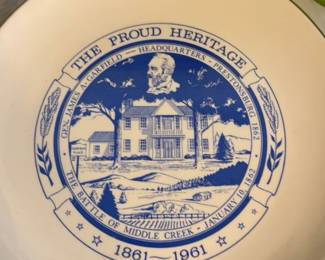 THE PROUD HERITAGE
GEN. JAMES A. GARFIELD — HEADQUARTERS - PRESTONSBURG 1862
THE BATTLE OF MIDDLE CREEK - JANUARY 10, 1862
1861~1961